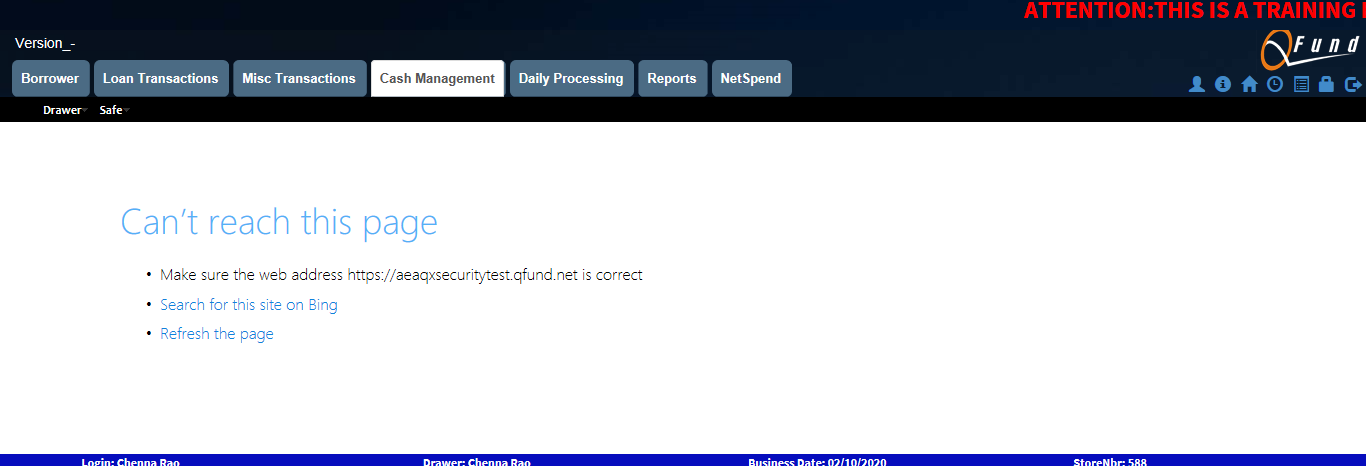 ATTENTION:THIS IS A TRAINING
Version_-
QFund
Borrower Loan Transactions Misc Transactions Cash Management Daily Processing Reports NetSpend
Drawer Safe
Can't reach this page
• Make sure the web address https://aeaqxsecuritytest.qfund.net is correct
• Search for this site on Bing
• Refresh the page
Login: Chenna Rao Drawer: Chenna Rao Business Date: 02/10/2020 StoreNbr: 588